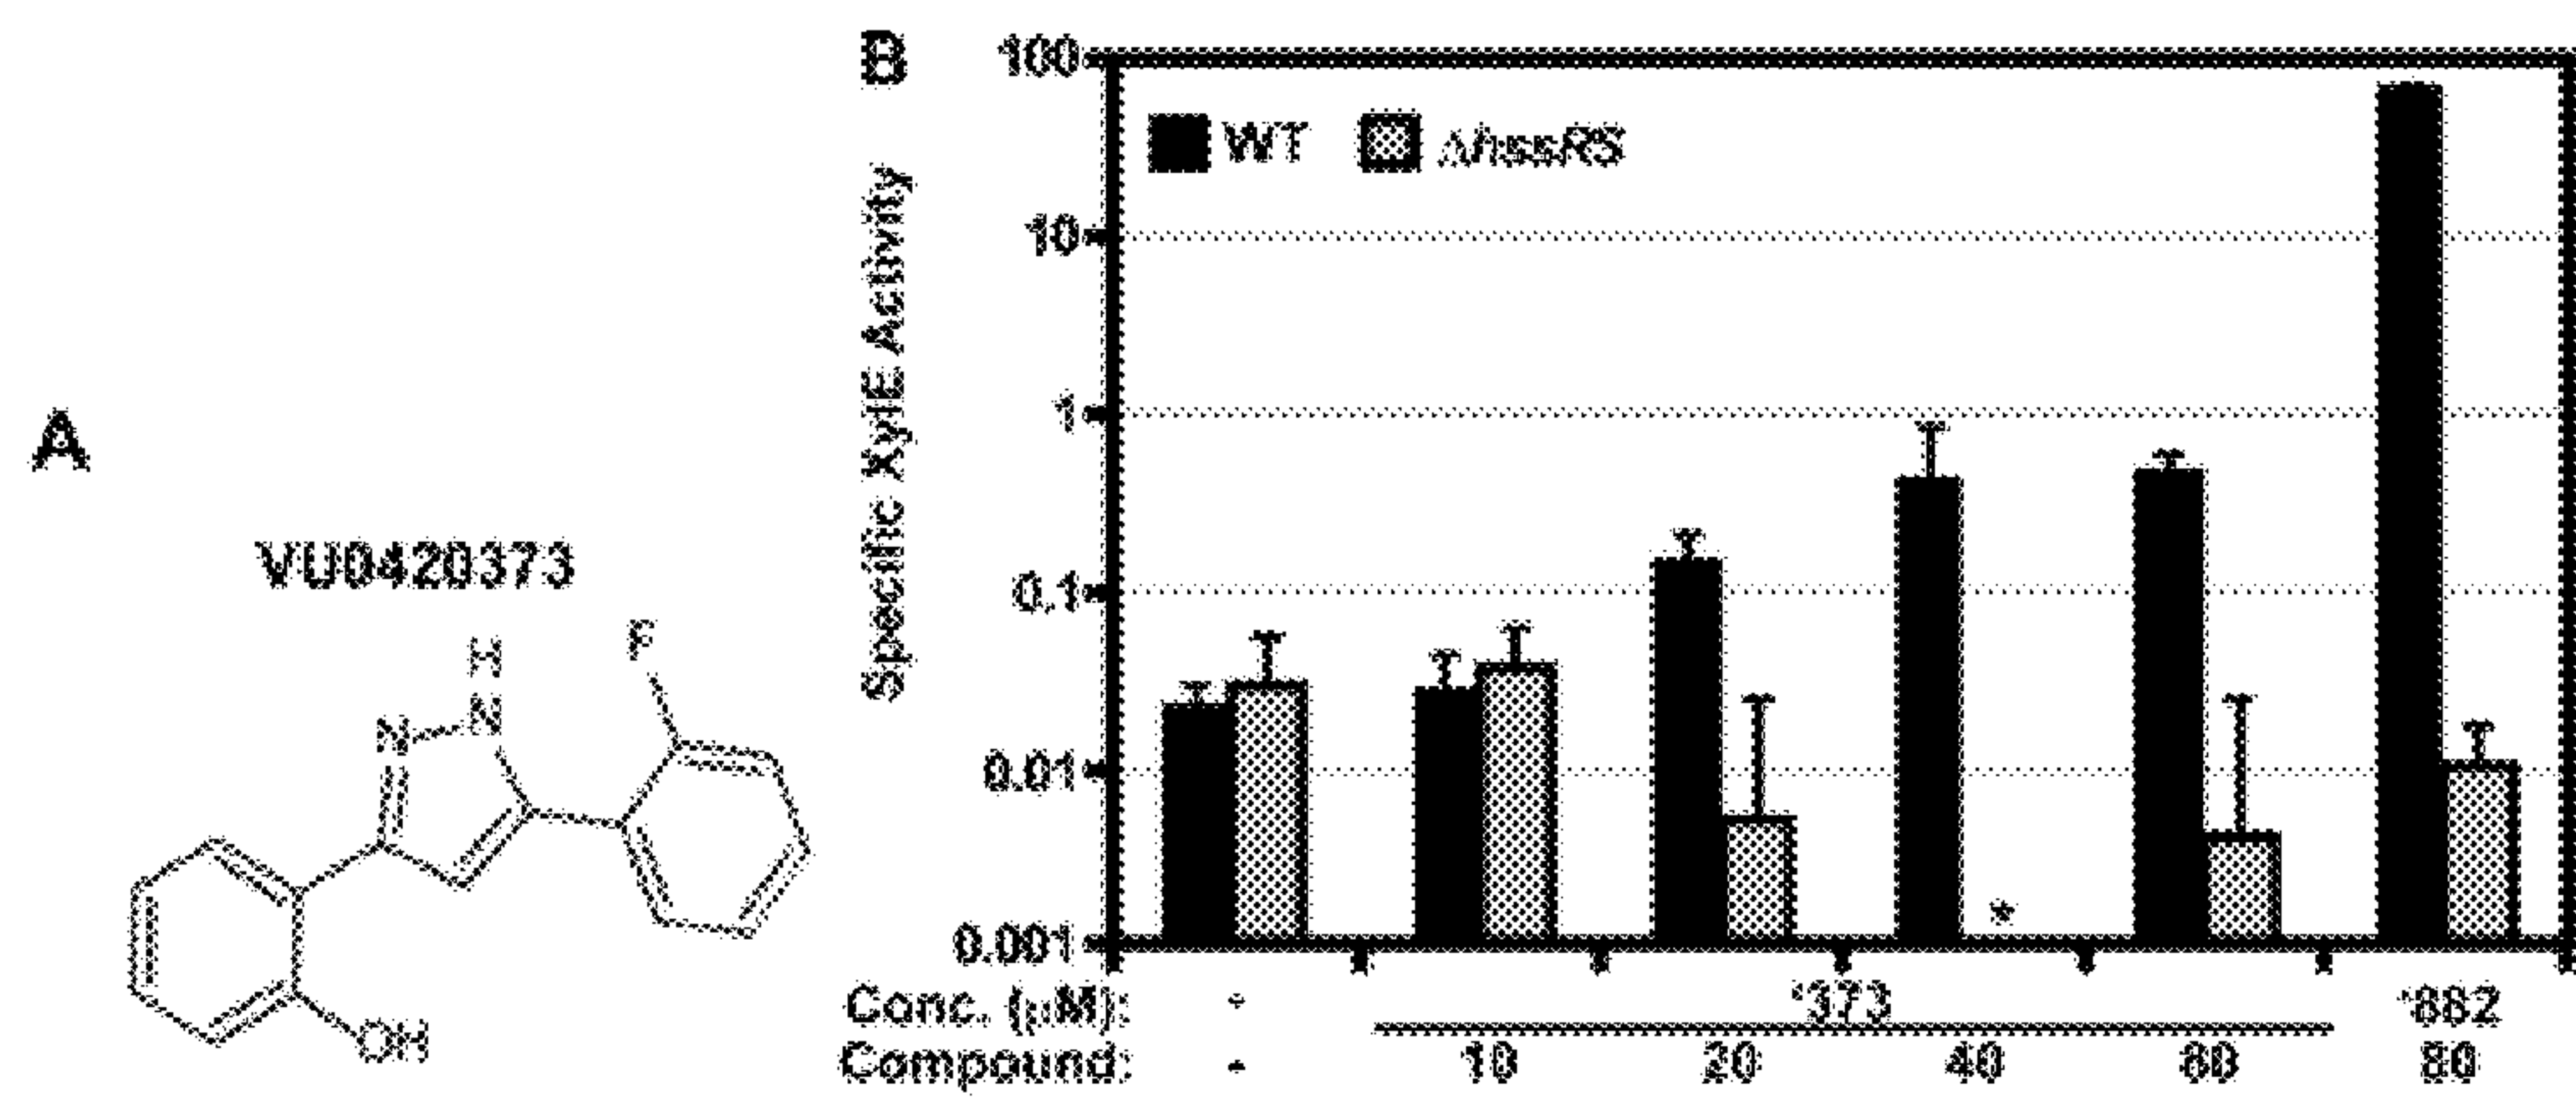 A
VU0420373
H
N
N
F
OH
B
Specific XylE Activity
100
10
1
0.1
0.01
0.001
WT
ΔhssRS
*
Conc. (μM): - '373 '882
Compound: - 10 20 40 80 80